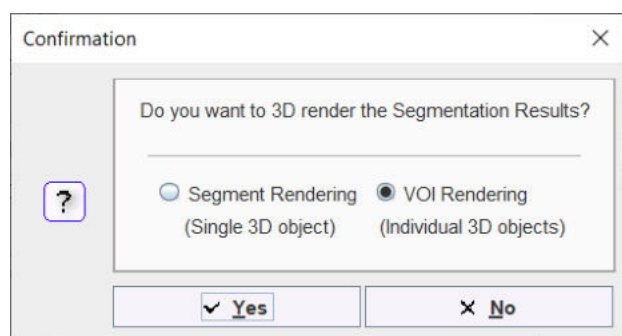 Confirmation
Do you want to 3D render the Segmentation Results?
Segment Rendering VOI Rendering
(Single 3D object) (Individual 3D objects)
?
Yes No